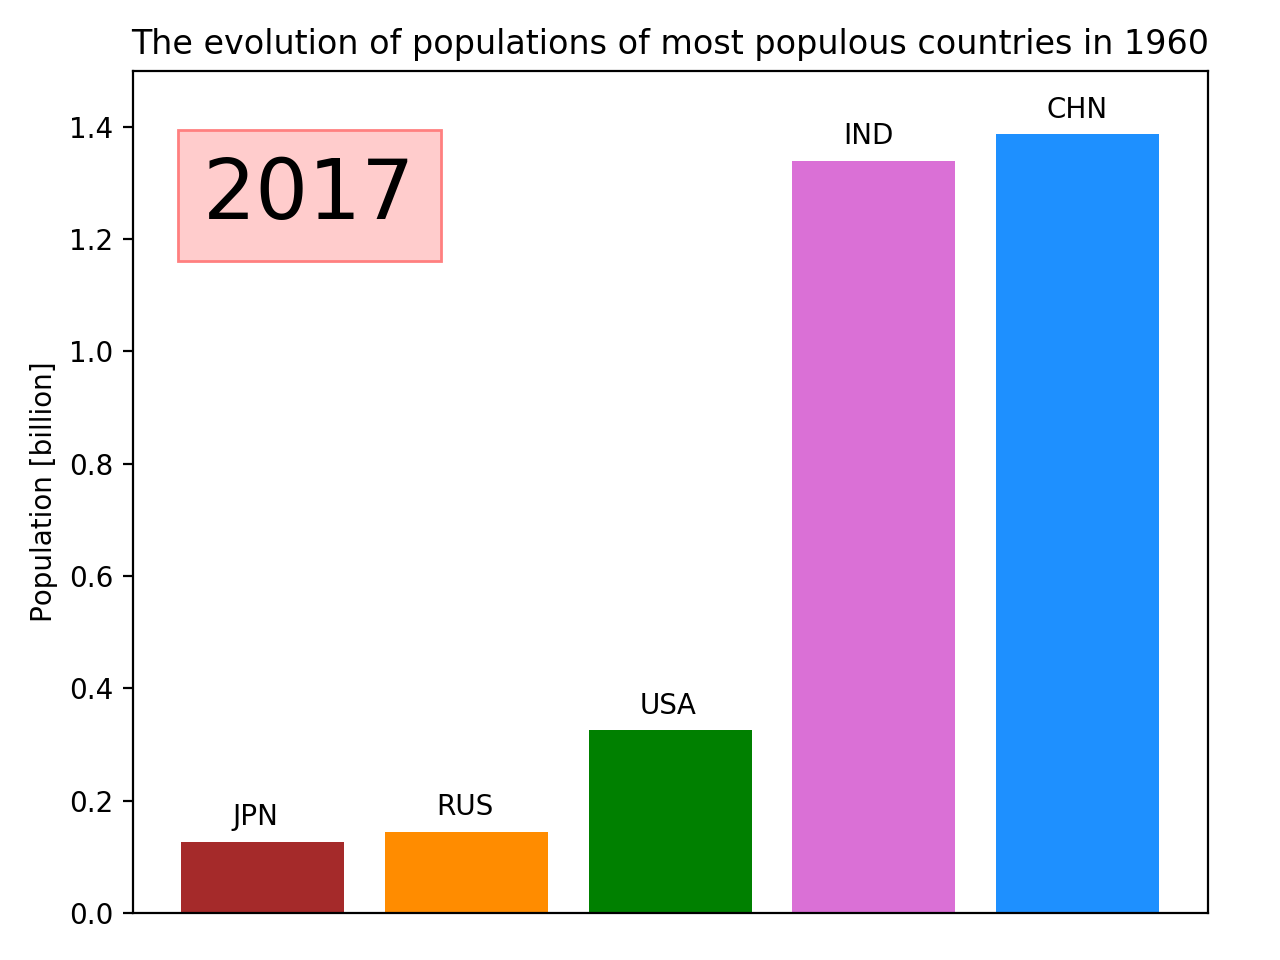 The evolution of populations of most populous countries in 1960
2017
Population [billion]
1.4
1.2
1.0
0.8
0.6
0.4
0.2
0.0
JPN
RUS
USA
IND
CHN